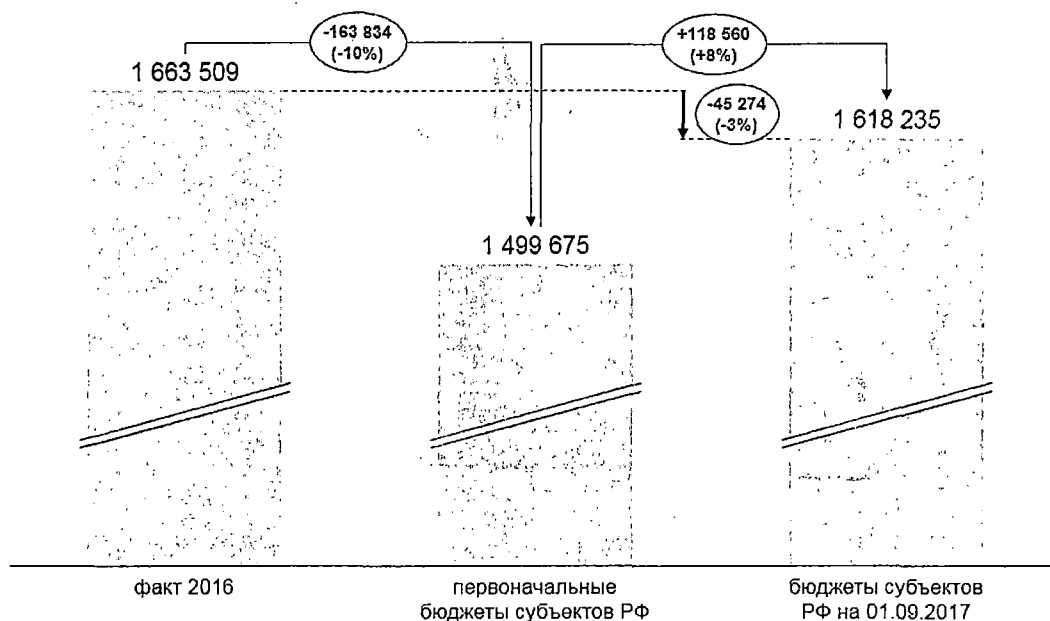 -163 834
(-10%)
+118 560
(+8%)
1 663 509
-45 274
(-3%)
1 618 235
1 499 675
факт 2016
первоначальные
бюджеты субъектов РФ
бюджеты субъектов
РФ на 01.09.2017